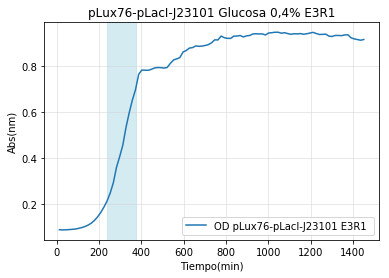 pLux76-pLacI-J23101 Glucosa 0,4% E3R1
Abs(nm)
0.8
0.6
0.4
0.2
OD pLux76-pLacI-J23101 E3R1
0 200 400 600 800 1000 1200 1400
Tiempo(min)